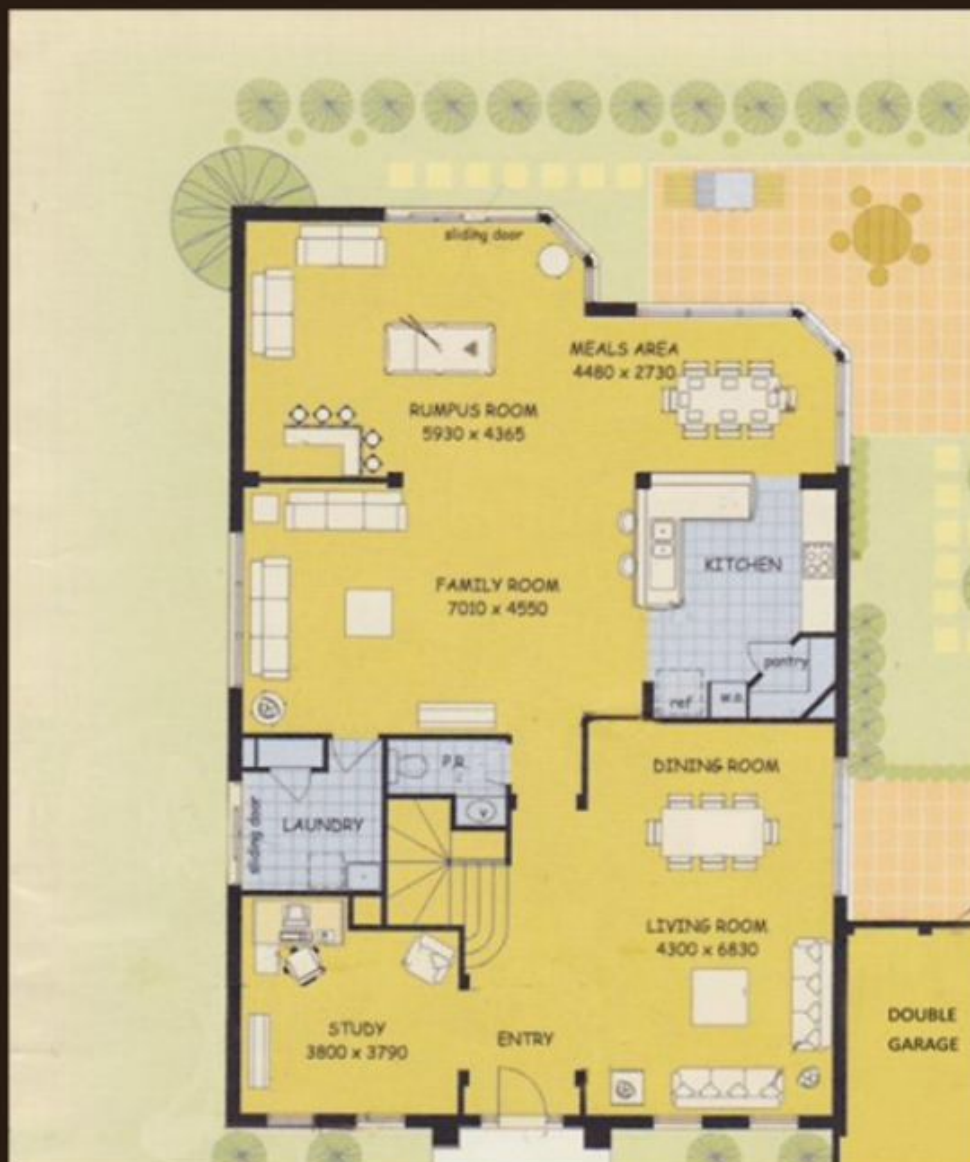 sliding door
MEALS AREA
4480 x 2730
RUMPUS ROOM
5930 x 4365
KITCHEN
FAMILY ROOM
7010 x 4550
pantry
ref
w.o.
P.R.
DINING ROOM
sliding door
LAUNDRY
LIVING ROOM
4300 x 6830
STUDY
3800 x 3790
ENTRY
DOUBLE
GARAGE